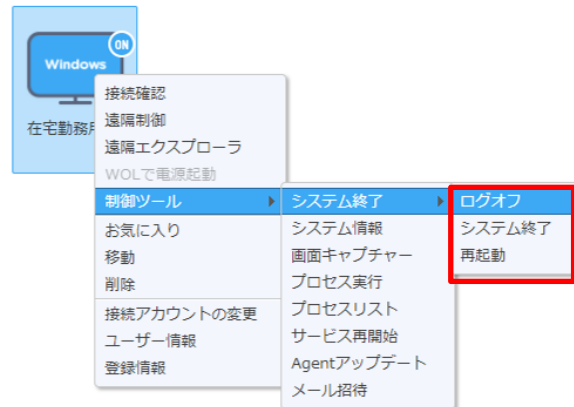 ON
Windows
在宅勤務
接続確認
遠隔制御
遠隔エクスプローラ
WOLで電源起動
制御ツール
お気に入り
移動
削除
接続アカウントの変更
ユーザー情報
登録情報
システム終了
システム情報
画面キャプチャー
プロセス実行
プロセスリスト
サービス再開始
Agentアップデート
メール招待
ログオフ
システム終了
再起動